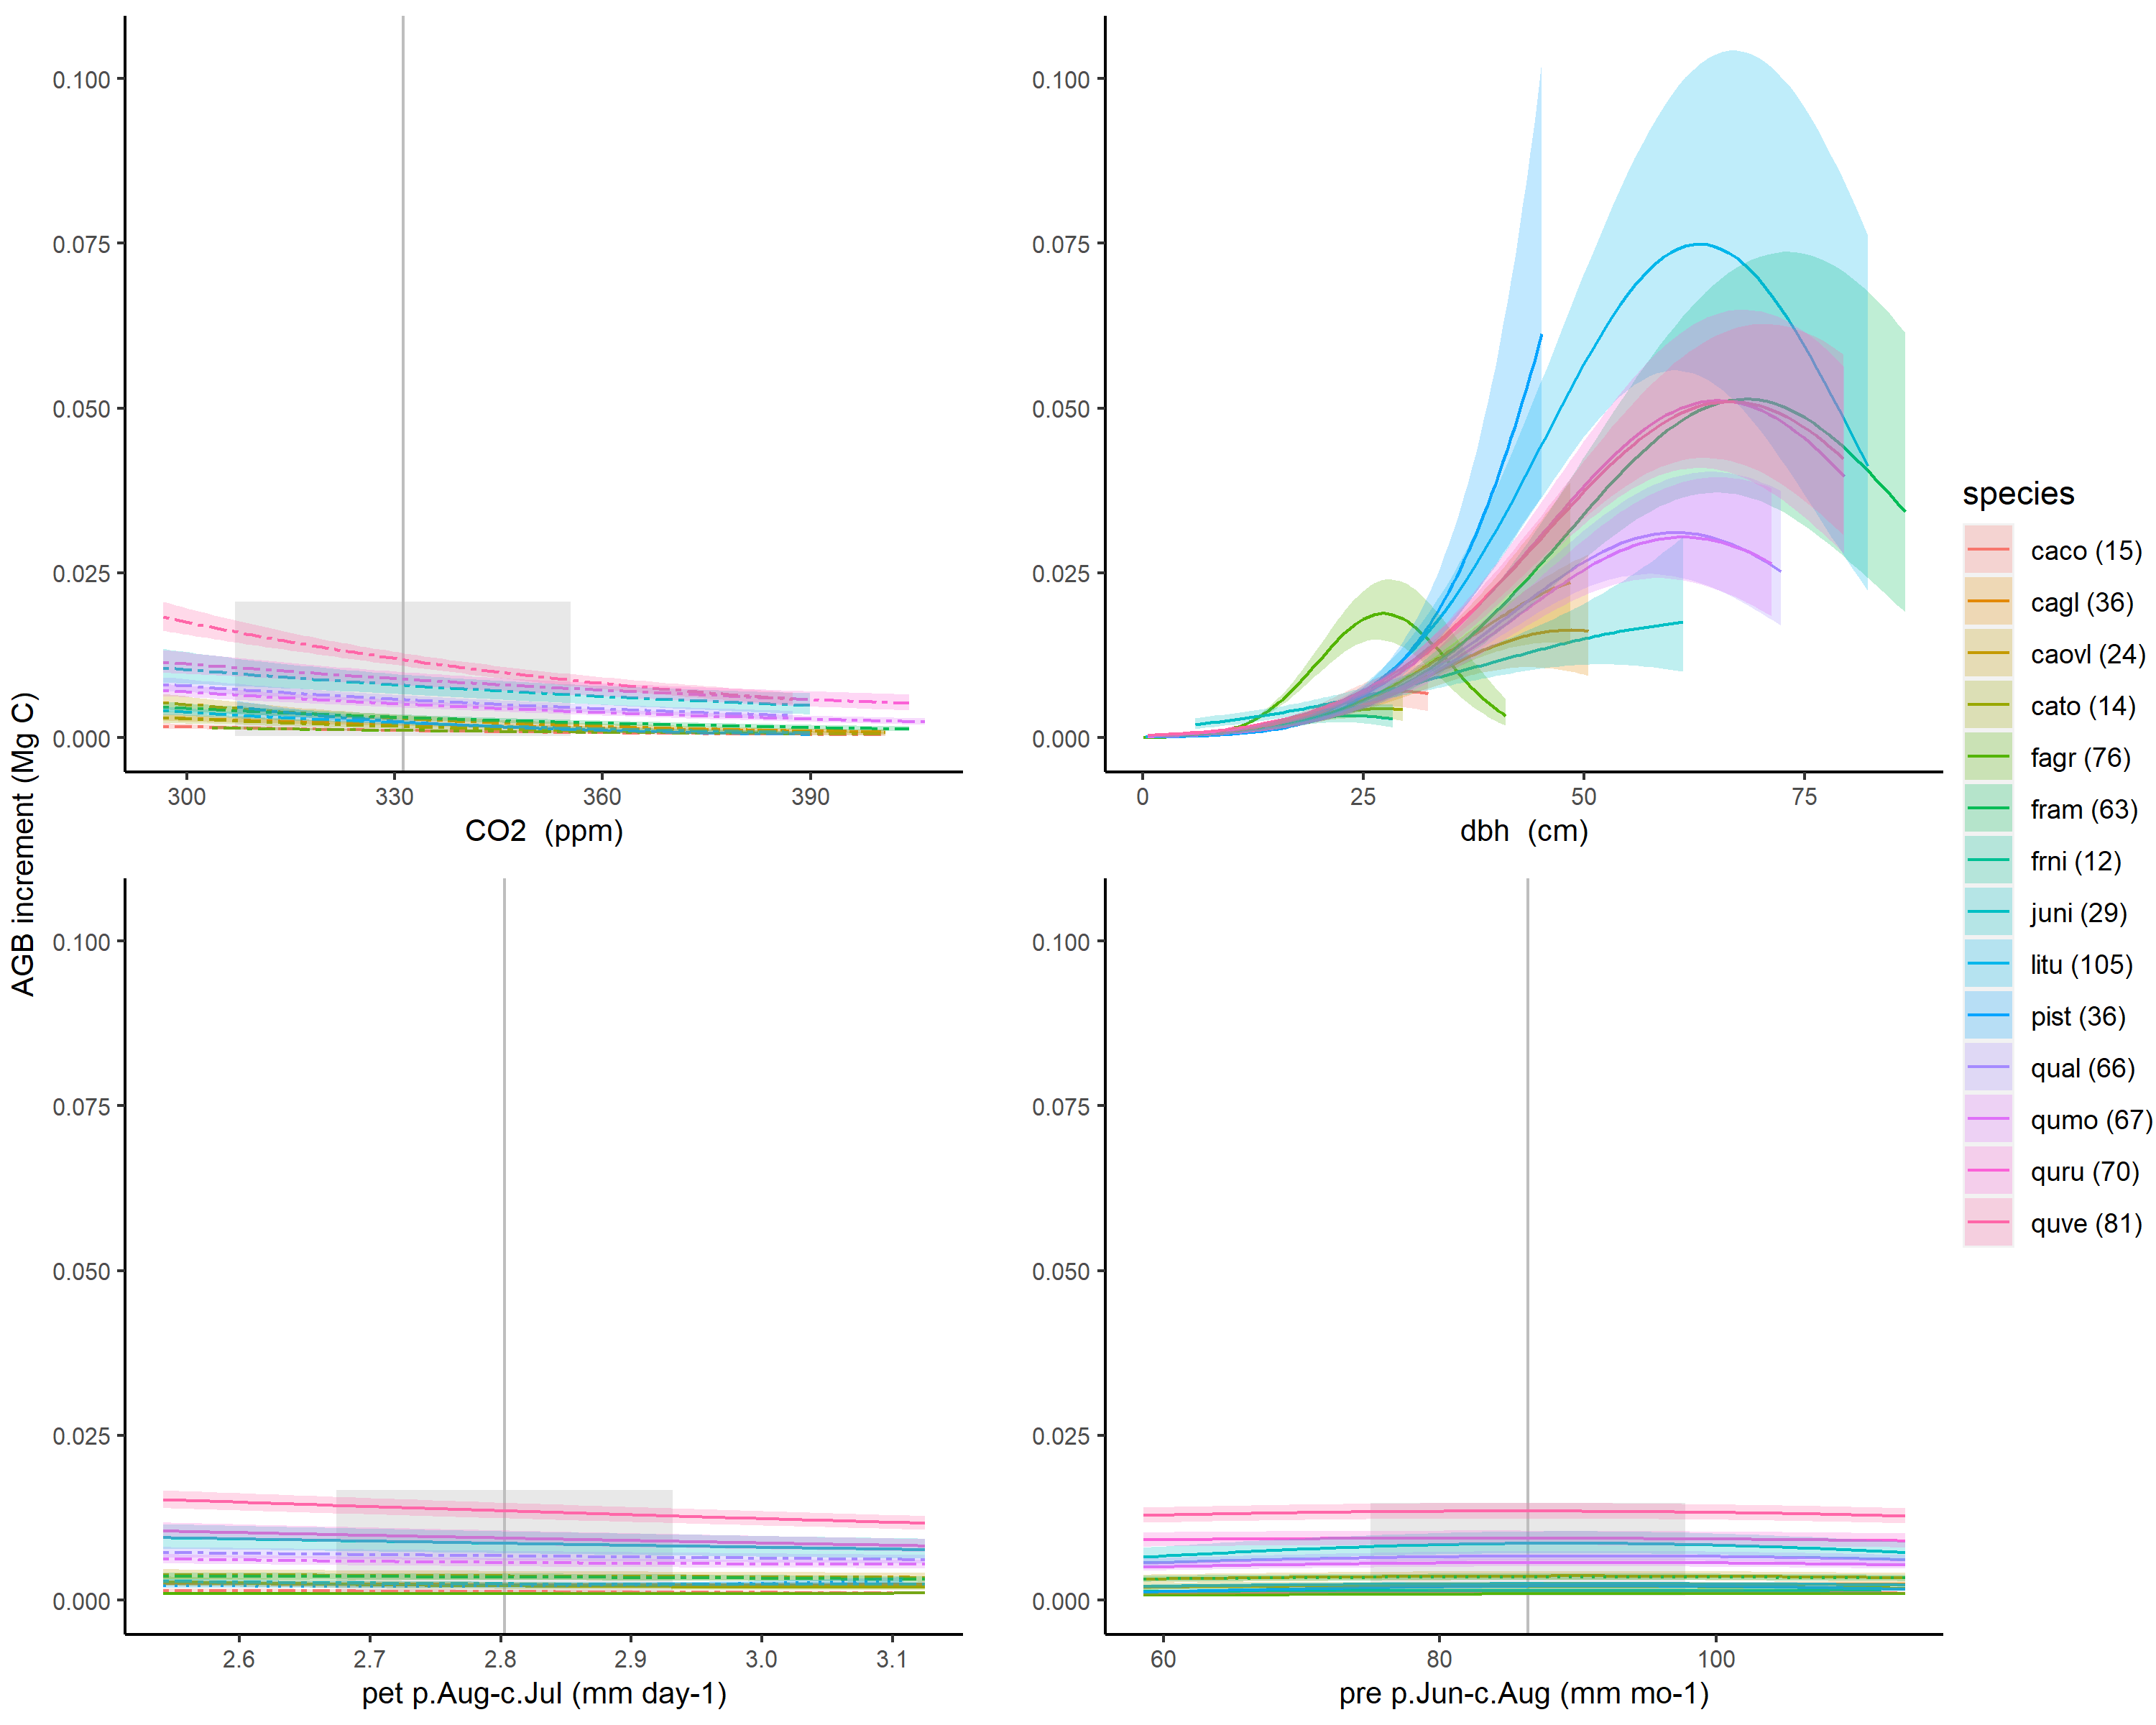 AGB increment (Mg C)
0.100
0.075
0.050
0.025
0.000
300 330 360 390
CO2 (ppm)
0.100
0.075
0.050
0.025
0.000
0 25 50 75
dbh (cm)
0.100
0.075
0.050
0.025
0.000
2.6 2.7 2.8 2.9 3.0 3.1
pet p.Aug-c.Jul (mm day-1)
0.100
0.075
0.050
0.025
0.000
60 80 100
pre p.Jun-c.Aug (mm mo-1)
species
caco (15)
cagl (36)
caovl (24)
cato (14)
fagr (76)
fram (63)
frni (12)
juni (29)
litu (105)
pist (36)
qual (66)
qumo (67)
quru (70)
quve (81)